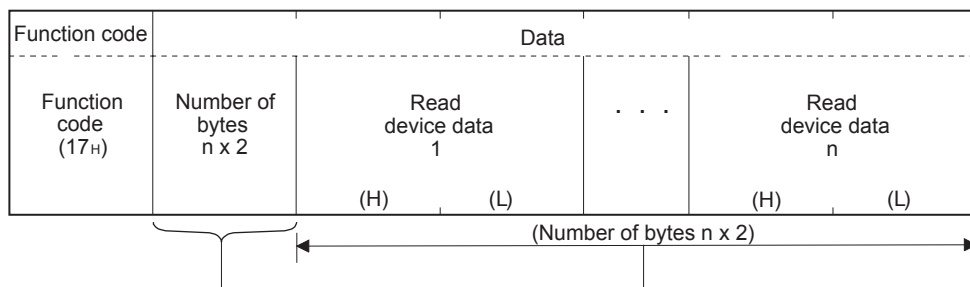 Function code
Data
Function
code
(17H)
Number of
bytes
n x 2
Read
device data
1
(H) (L)
. . .
Read
device data
n
(H) (L)
(Number of bytes n x 2)